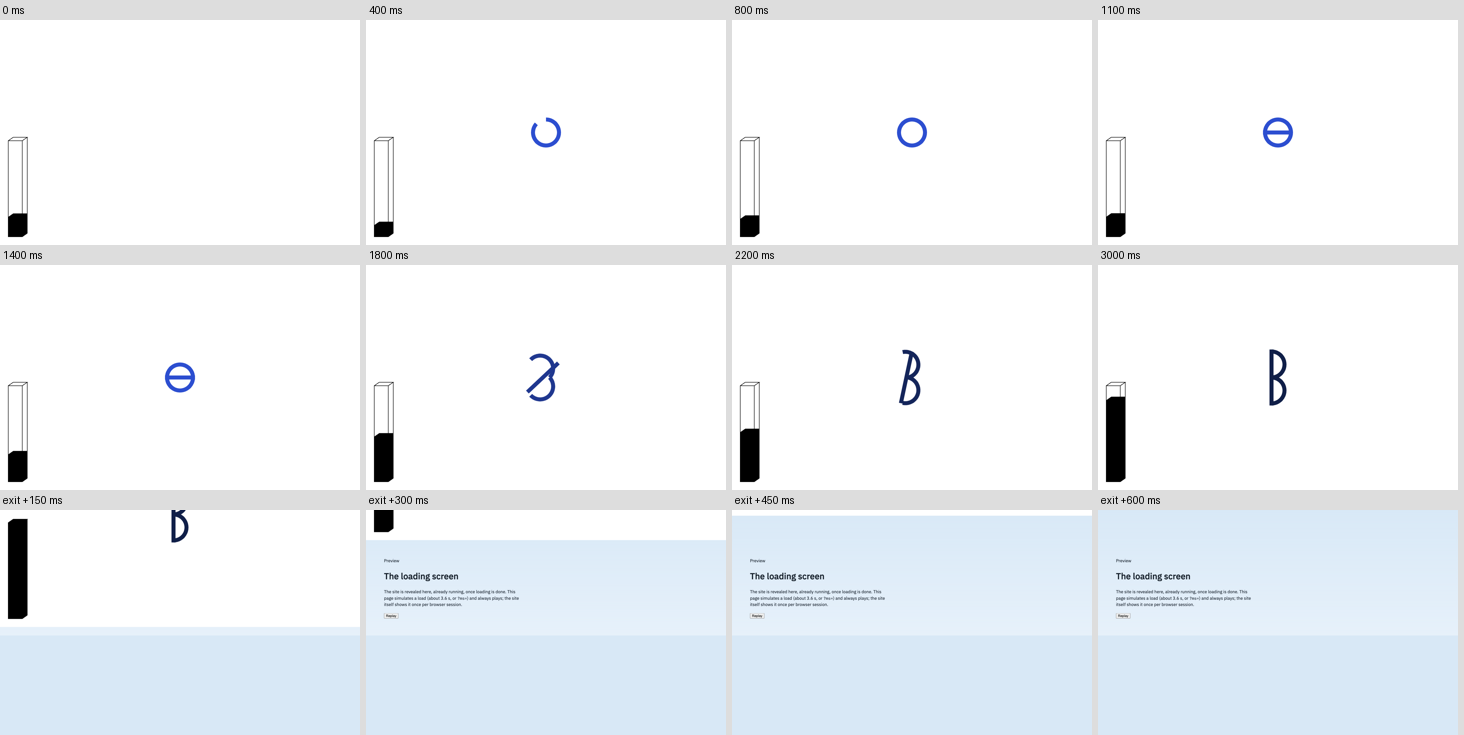 0 ms
400 ms
800 ms
1100 ms
1400 ms
1800 ms
2200 ms
B
3000 ms
B
exit +150 ms
B
exit +300 ms
Preview
The loading screen
The site is revealed here, already running, once loading is done. This
page simulates a load (about 3.6 s, or ?ms=) and always plays; the site
itself shows it once per browser session.
Replay
exit +450 ms
Preview
The loading screen
The site is revealed here, already running, once loading is done. This
page simulates a load (about 3.6 s, or ?ms=) and always plays; the site
itself shows it once per browser session.
Replay
exit +600 ms
Preview
The loading screen
The site is revealed here, already running, once loading is done. This
page simulates a load (about 3.6 s, or ?ms=) and always plays; the site
itself shows it once per browser session.
Replay